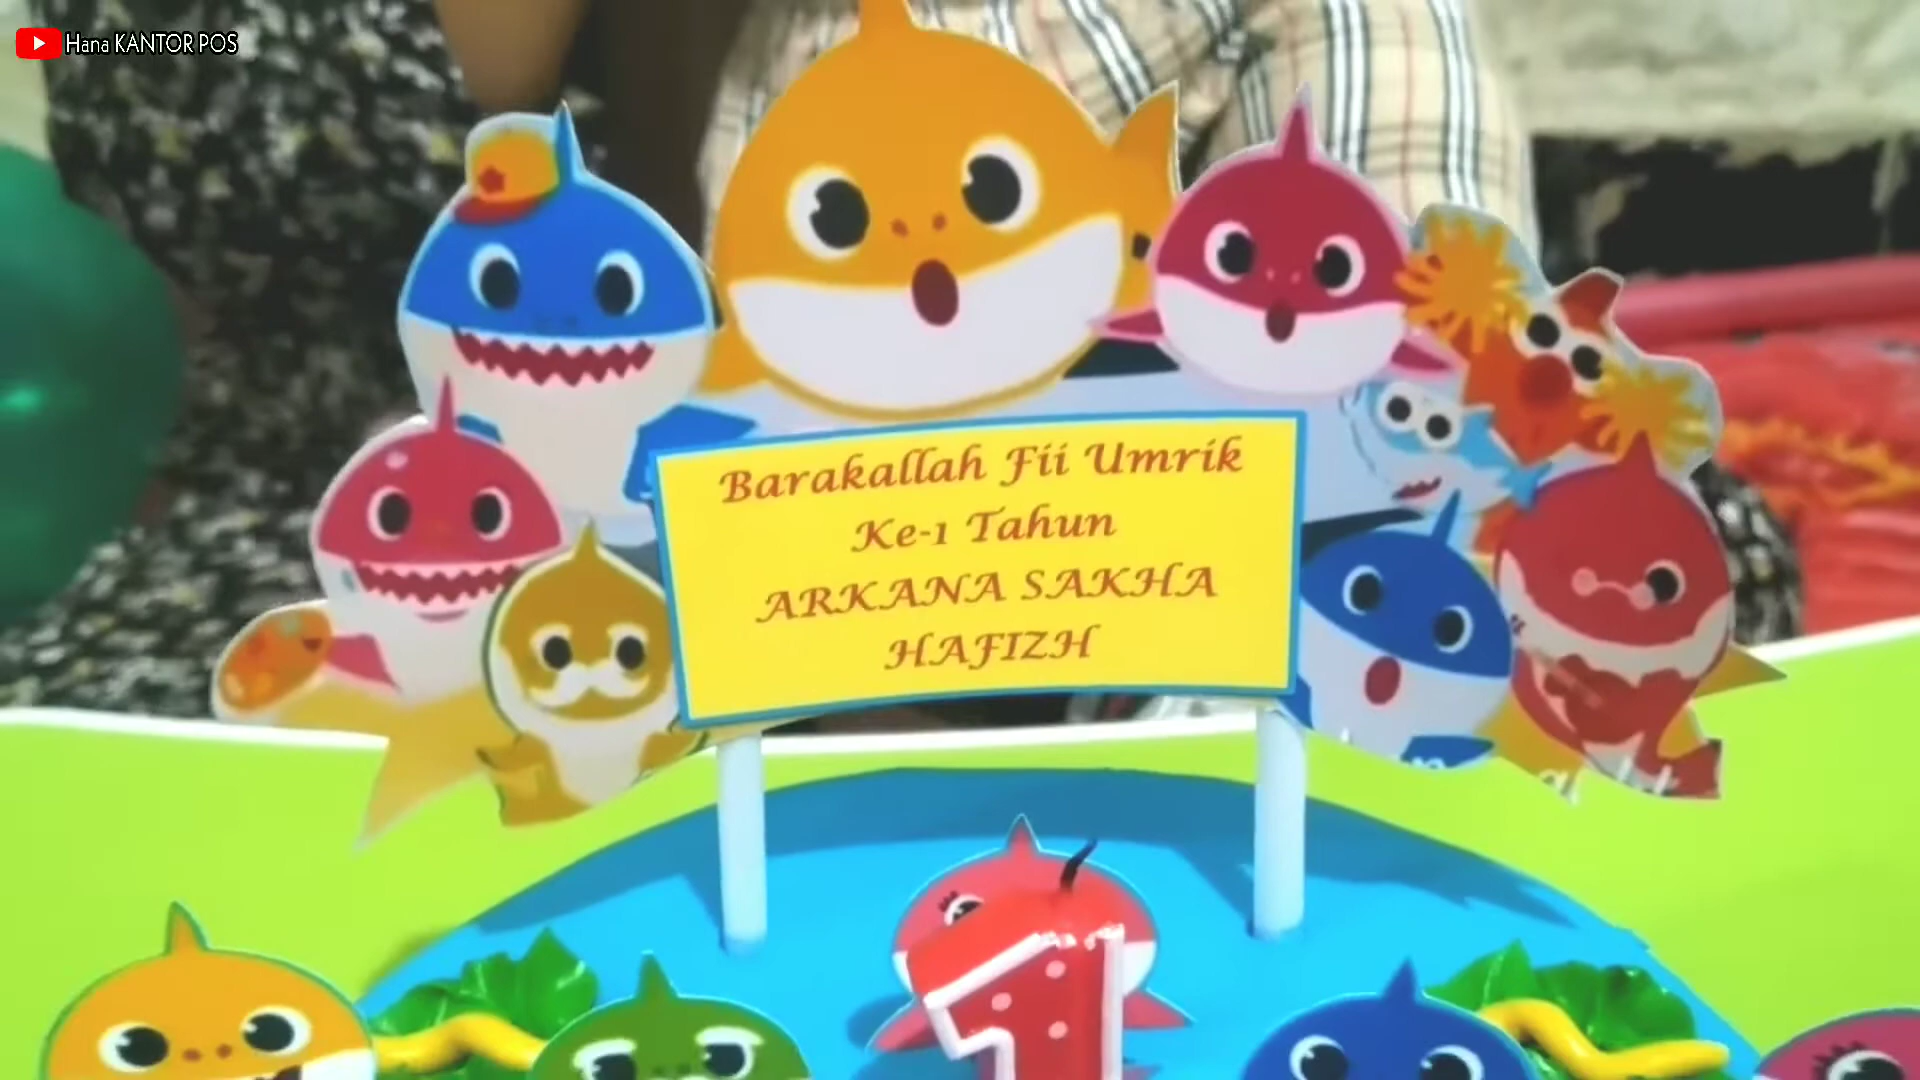 Hana KANTOR POS
Barakallah Fii Umrik
Ke-1 Tahun
ARKANA SAKHA
HAFIZH
1